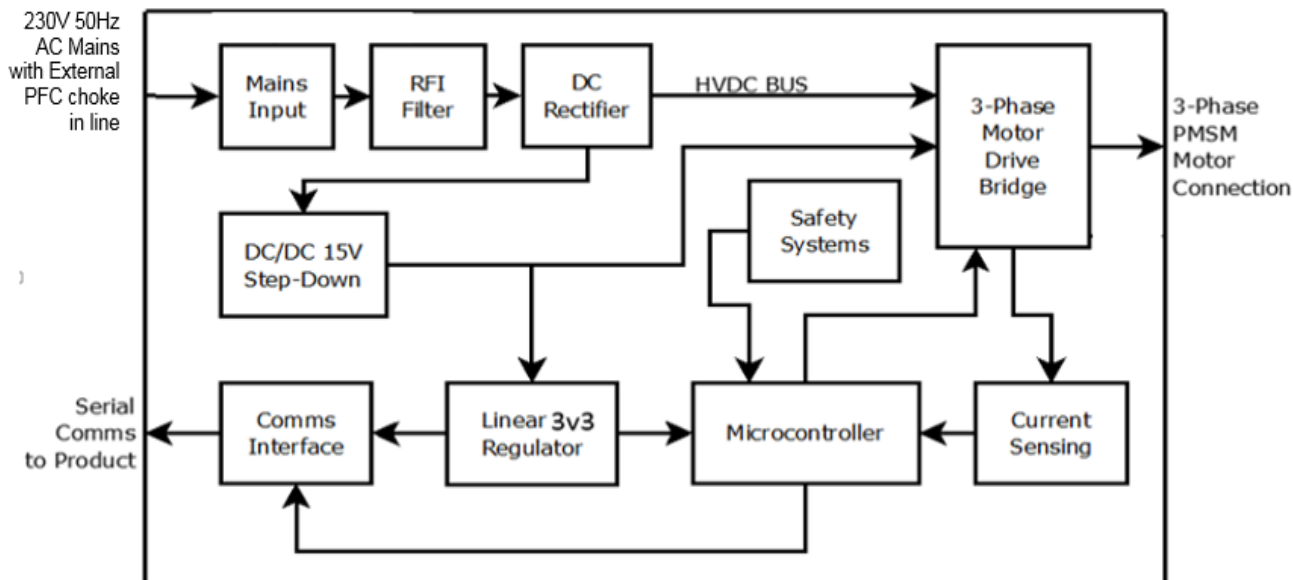 230V 50Hz
AC Mains
with External
PFC choke
in line
Mains
Input
RFI
Filter
DC
Rectifier
HVDC BUS
3-Phase
Motor
Drive
Bridge
3-Phase
PMSM
Motor
Connection
Safety
Systems
DC/DC 15V
Step-Down
Serial
Comms
to Product
Comms
Interface
Linear 3v3
Regulator
Microcontroller
Current
Sensing